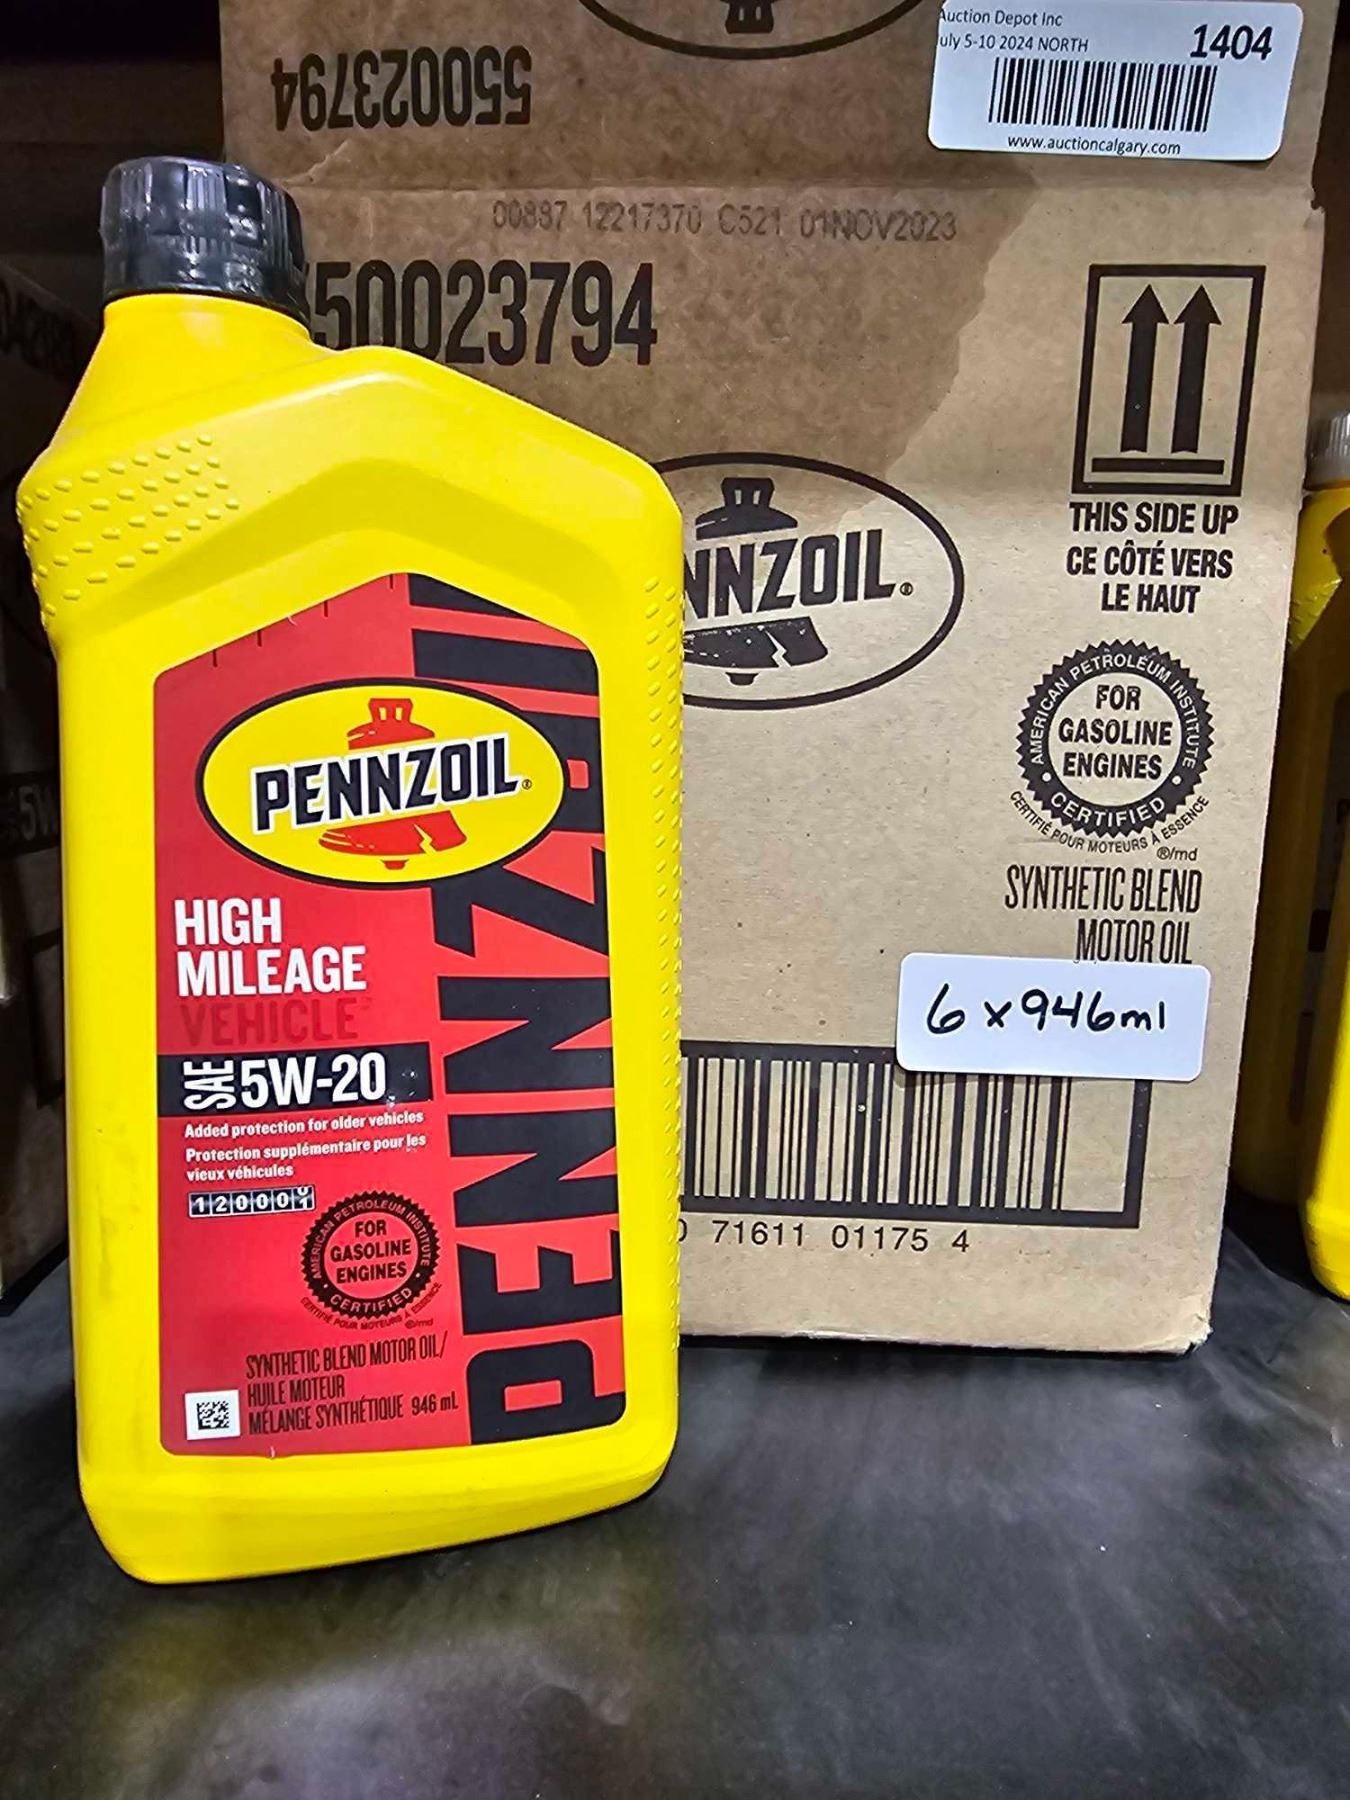 Auction Depot Inc
uly 5-10 2024 NORTH
1404
www.auctioncalgary.com
550023794
00887 12217370 C521 01NOV2023
50023794
THIS SIDE UP
CE CÔTÉ VERS
LE HAUT
NNZOIL®
AMERICAN PETROLEUM INSTITUTE
FOR
GASOLINE
ENGINES
CERTIFIED
CERTIFIÉ POUR MOTEURS À ESSENCE
®/md
SYNTHETIC BLEND
MOTOR OIL
6 x 946ml
71611 01175 4
PENNZOIL®
HIGH
MILEAGE
VEHICLE
SAE 5W-20
Added protection for older vehicles
Protection supplémentaire pour les
vieux véhicules
120000
AMERICAN PETROLEUM INSTITUTE
FOR
GASOLINE
ENGINES
CERTIFIED
CERTIFIÉ POUR MOTEURS À ESSENCE
®/md
SYNTHETIC BLEND MOTOR OIL/
HUILE MOTEUR
MÉLANGE SYNTHÉTIQUE 946 mL
PENNZOIL